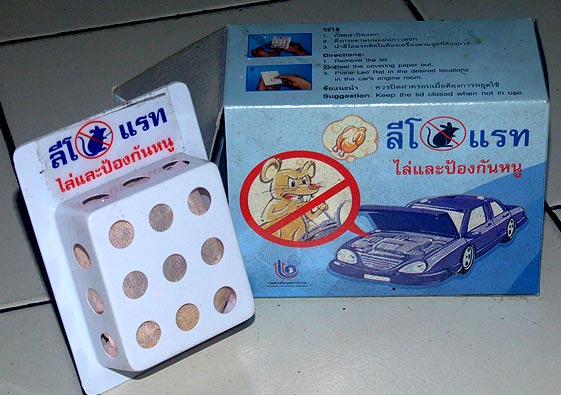 วิธีใช้
Directions:
1. Remove the lid.
2. Peel the covering paper out.
3. Place Leo Rat in the desired locations
in the car's engine room.
ข้อแนะนำ : ควรปิดฝาครอบเมื่อต้องการหยุดใช้
Suggestion: Keep the lid closed when not in use.
ลีโอ แรท
ไล่และป้องกันหนู
ลีโอ แรท
ไล่และป้องกันหนู